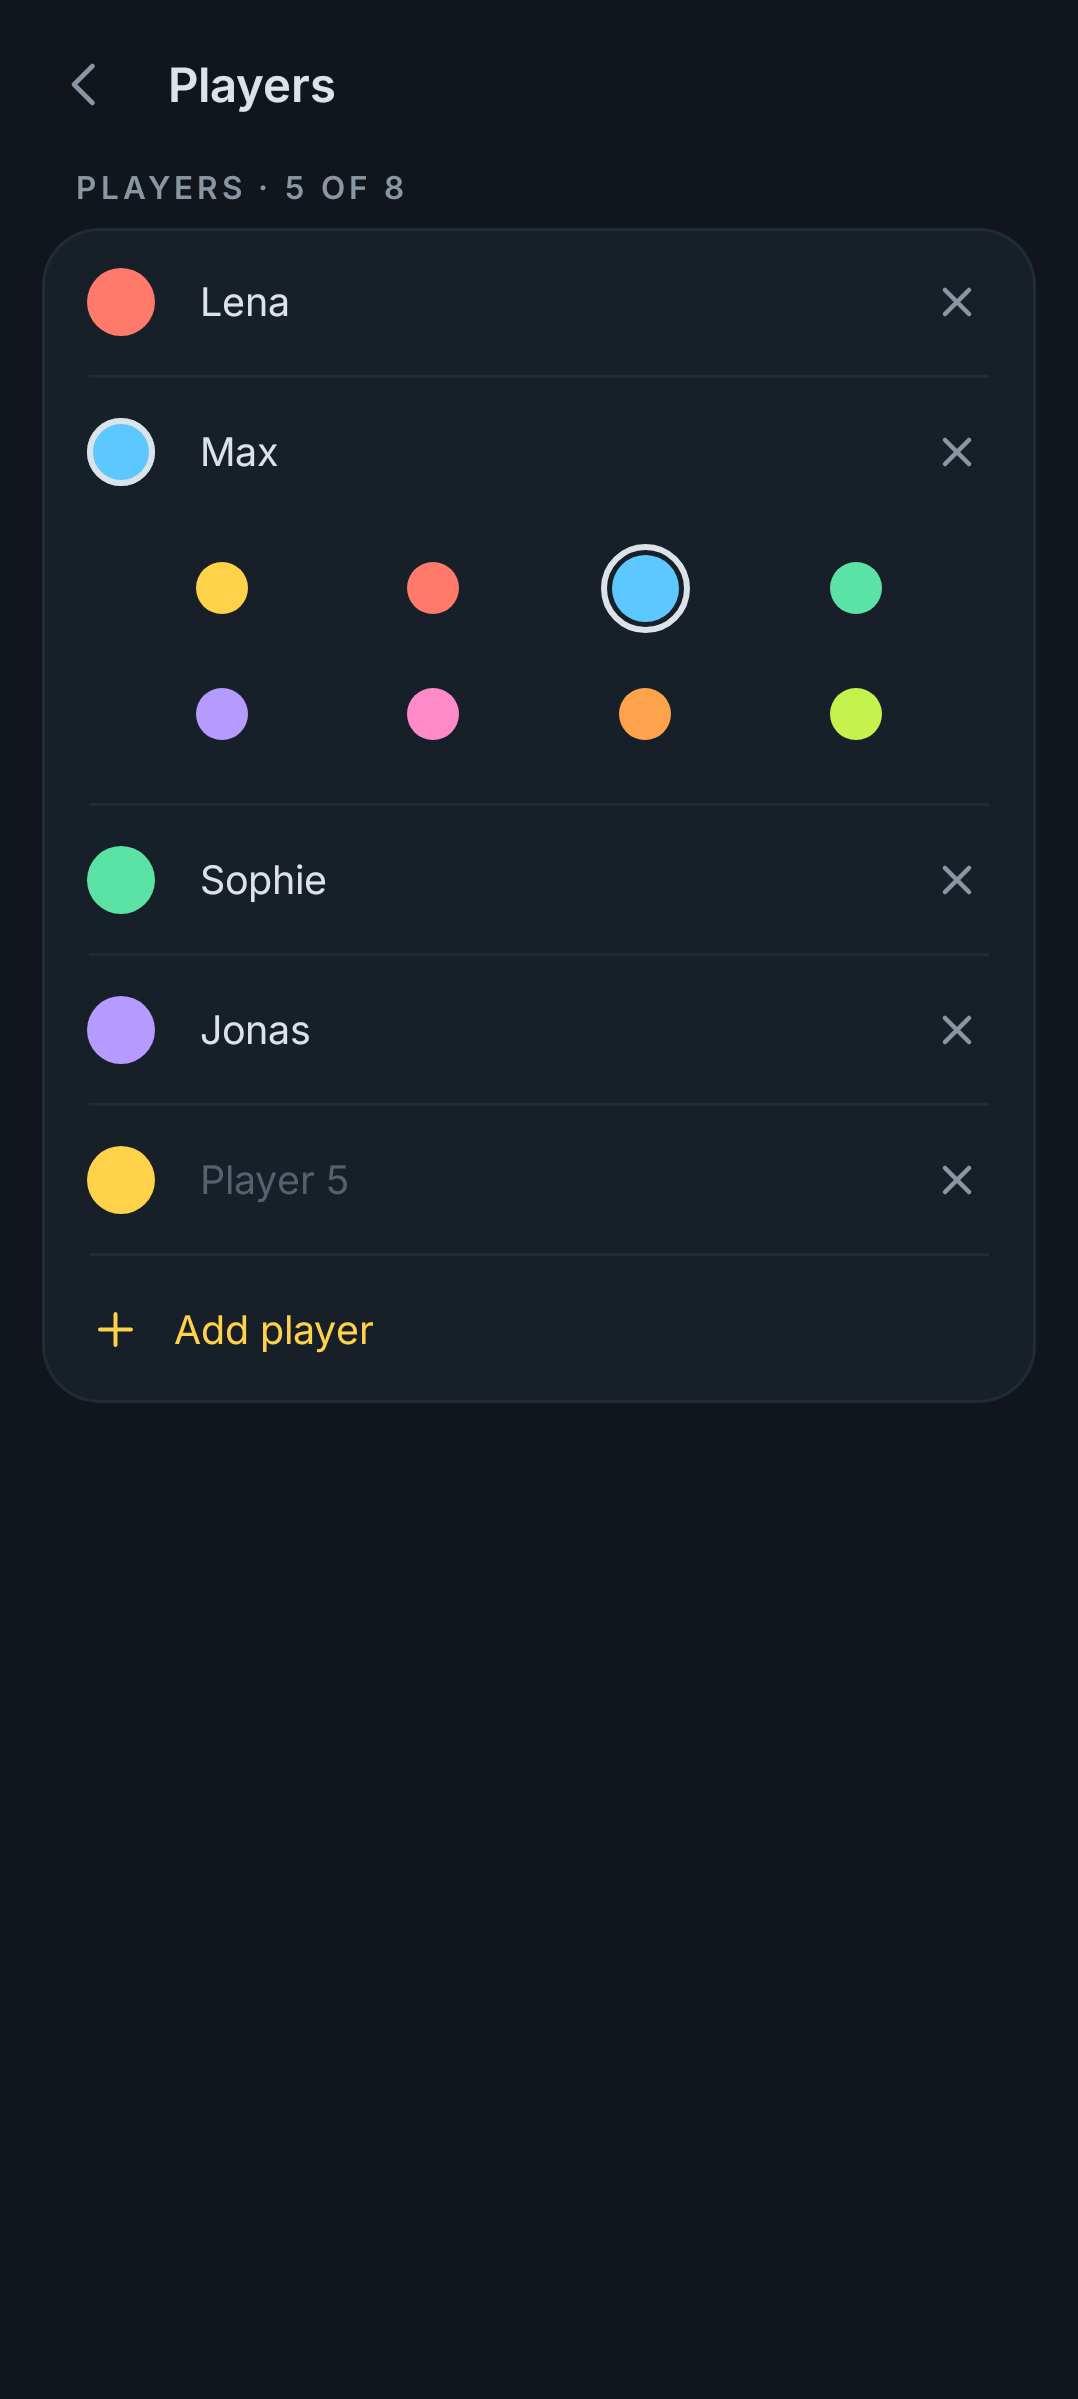 Players
PLAYERS · 5 OF 8
Lena
Max
Sophie
Jonas
Player 5
Add player